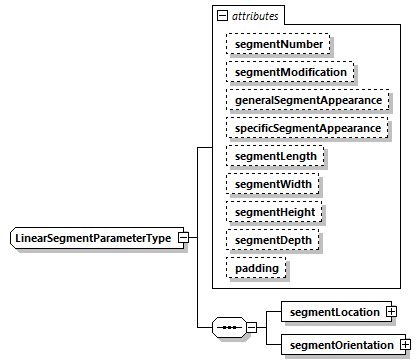 attributes
segmentNumber
segmentModification
generalSegmentAppearance
specificSegmentAppearance
segmentLength
segmentWidth
segmentHeight
segmentDepth
padding
LinearSegmentParameterType
segmentLocation
segmentOrientation